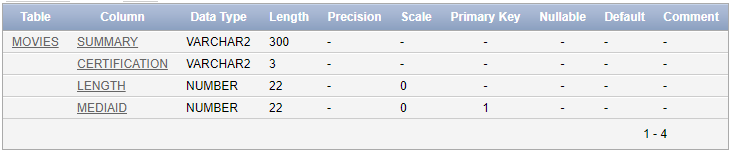 Table Column Data Type Length Precision Scale Primary Key Nullable Default Comment
MOVIES SUMMARY VARCHAR2 300 - - - - - -
CERTIFICATION VARCHAR2 3 - - - - - -
LENGTH NUMBER 22 - 0 - - - -
MEDIAID NUMBER 22 - 0 1 - - -
1 - 4